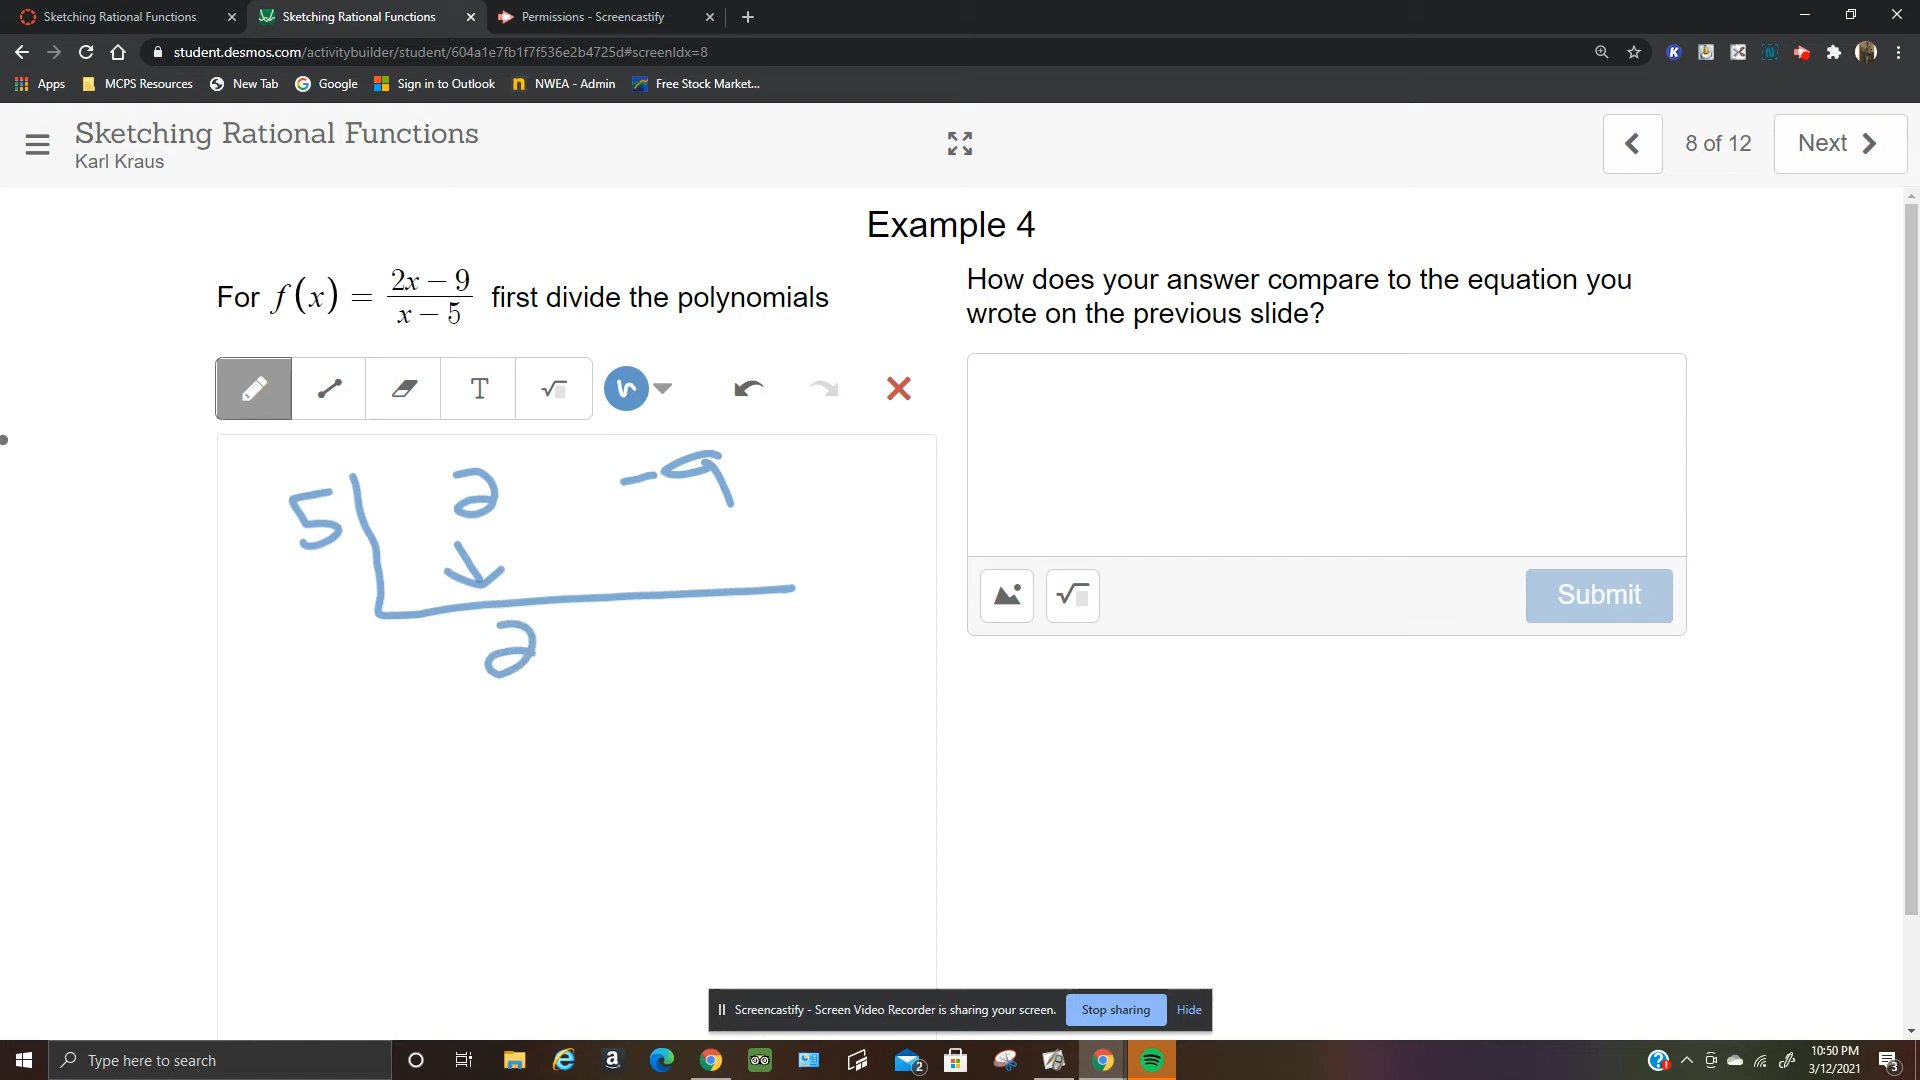 Sketching Rational Functions
Sketching Rational Functions
Permissions - Screencastify
student.desmos.com/activitybuilder/student/604a1e7fb1f7f536e2b4725d#screenIdx=8
Apps MCPS Resources New Tab Google Sign in to Outlook NWEA - Admin Free Stock Market...
Sketching Rational Functions
Karl Kraus
8 of 12
Next
Example 4
For f(x) = (2x − 9)/(x − 5) first divide the polynomials
How does your answer compare to the equation you
wrote on the previous slide?
T
√
5 2 -9
2
√
Submit
Screencastify - Screen Video Recorder is sharing your screen. Stop sharing Hide
Type here to search
2
10:50 PM
3/12/2021
3